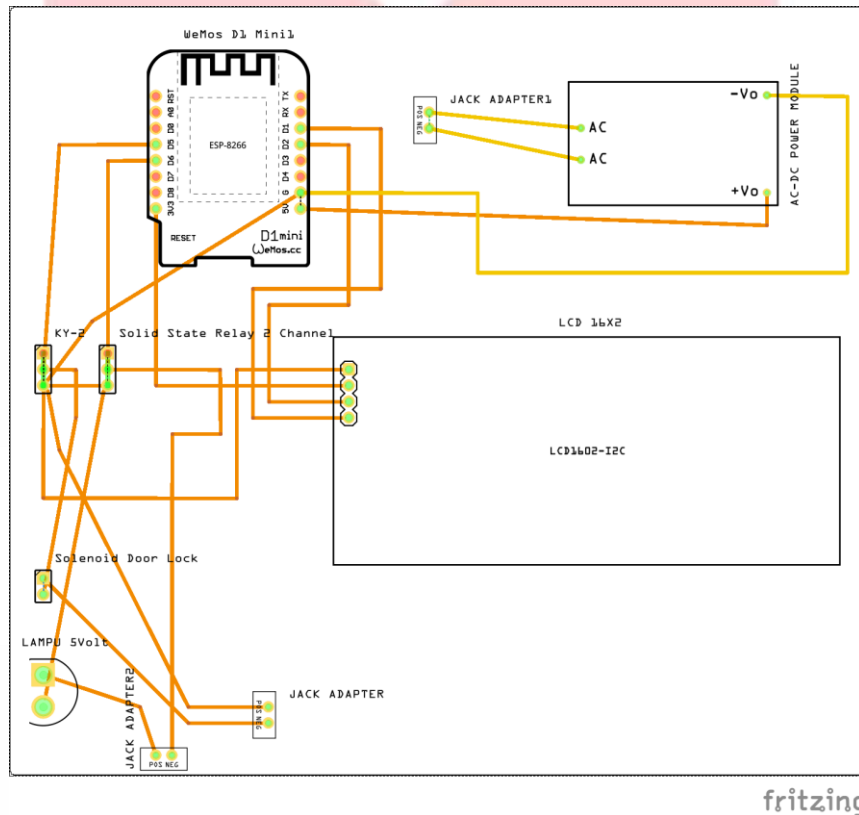 WeMos D1 Mini1
RST
A0
D0
D5
D6
D7
D8
3V3
TX
RX
D1
D2
D3
D4
G
5V
ESP-8266
RESET
D1mini
WeMos.cc
JACK ADAPTER1
POS NEG
AC
AC
-Vo
+Vo
AC-DC POWER MODULE
KY-2
Solid State Relay 2 Channel
LCD 16X2
LCD1602-I2C
Solenoid Door Lock
LAMPU 5Volt
JACK ADAPTER2
POS NEG
JACK ADAPTER
POS NEG
fritzing